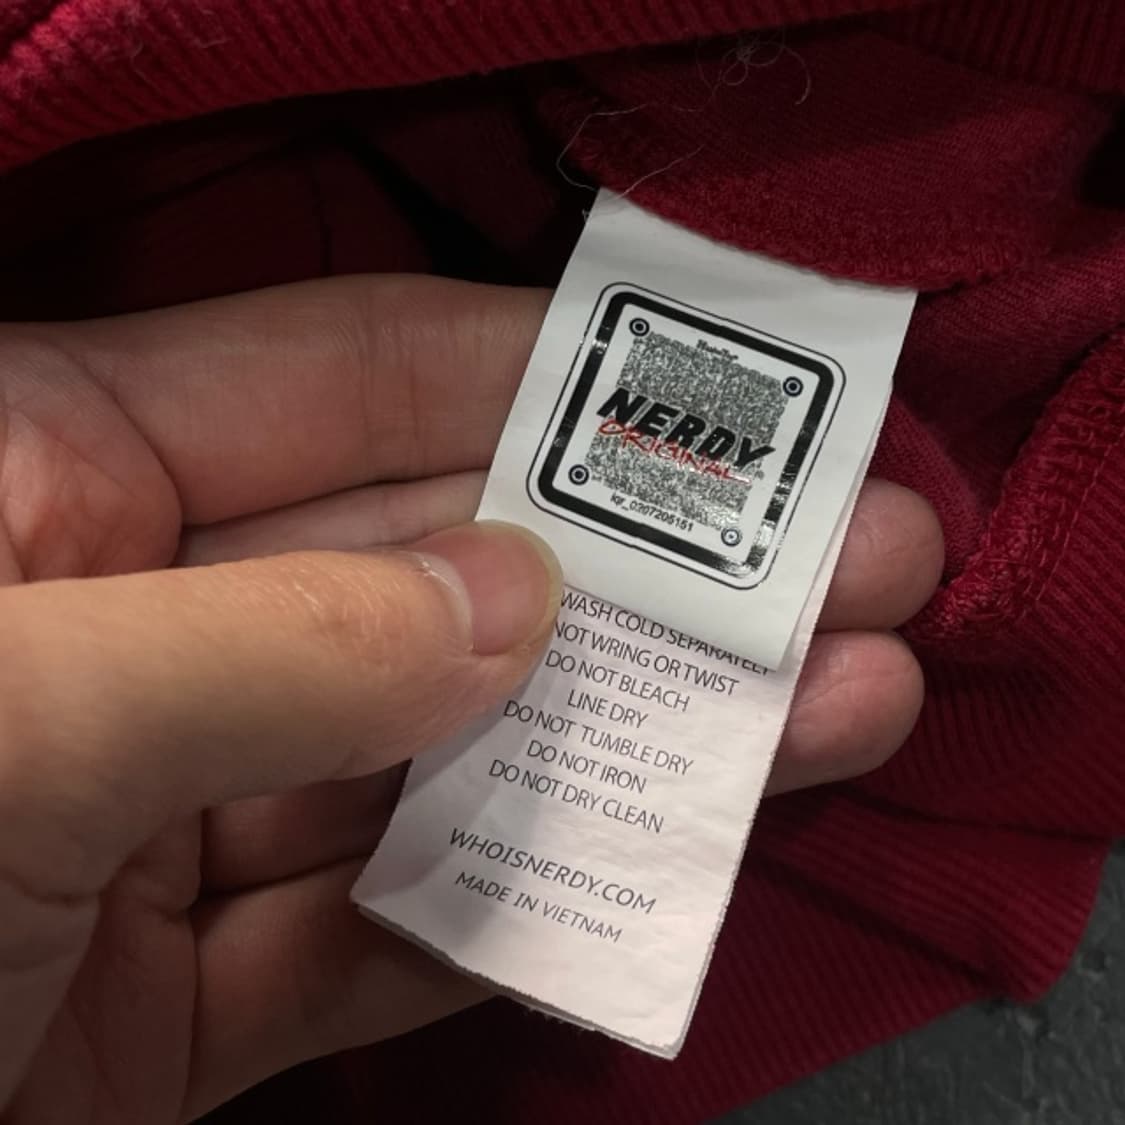 NERDY
ORIGINAL
WASH COLD SEPARATELY
NOT WRING OR TWIST
DO NOT BLEACH
LINE DRY
DO NOT TUMBLE DRY
DO NOT IRON
DO NOT DRY CLEAN
WHOISNERDY.COM
MADE IN VIETNAM